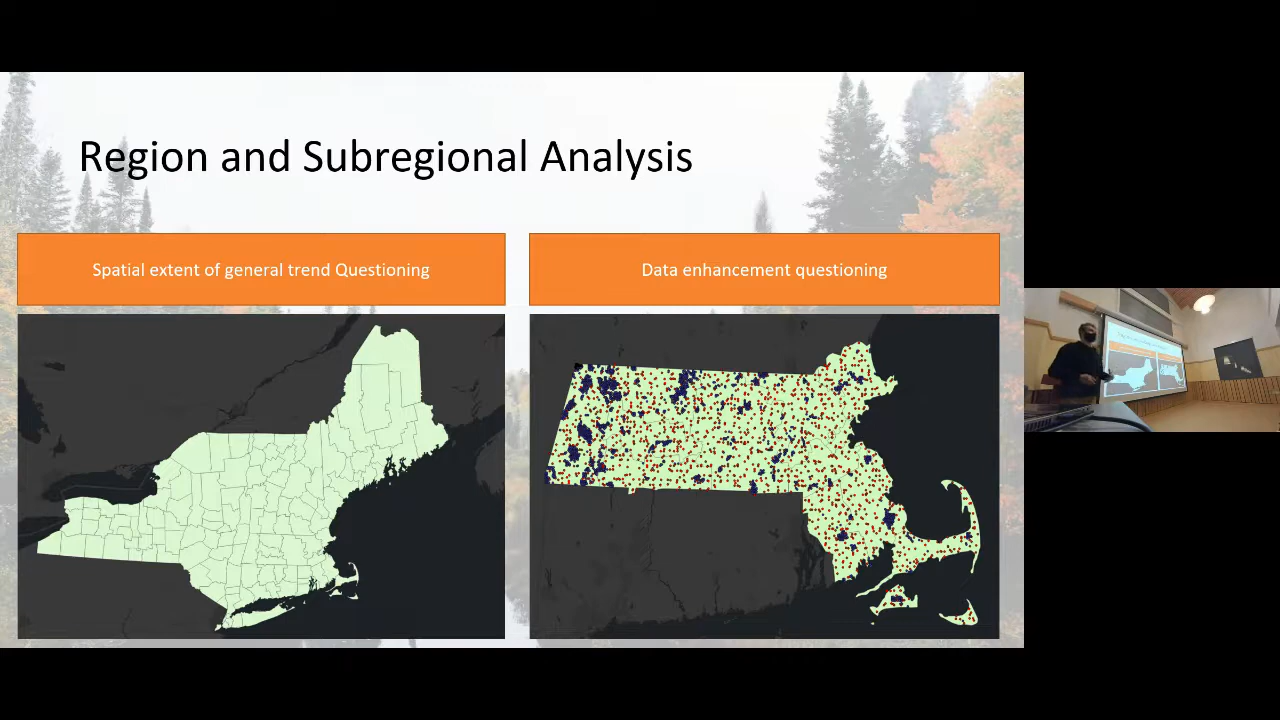 Region and Subregional Analysis
Spatial extent of general trend Questioning
Data enhancement questioning